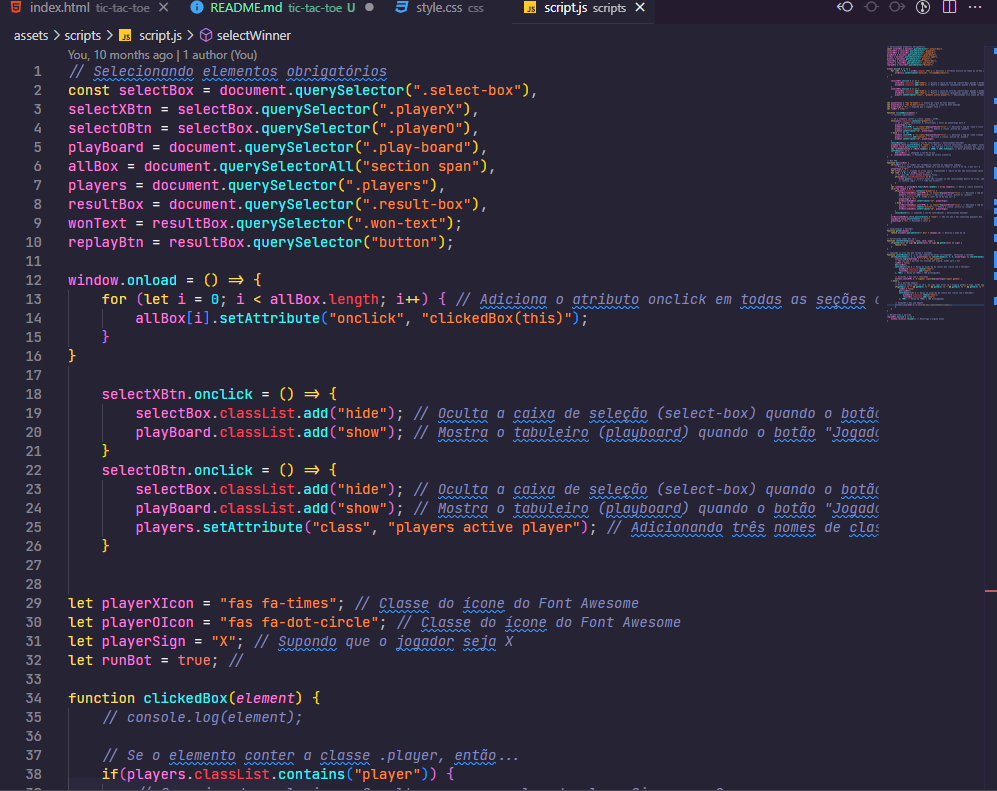 index.html tic-tac-toe
README.md tic-tac-toe U
style.css css
JS script.js scripts
assets > scripts > JS script.js > selectWinner
You, 10 months ago | 1 author (You)
1 // Selecionando elementos obrigatórios
2 const selectBox = document.querySelector(".select-box"),
3 selectXBtn = selectBox.querySelector(".playerX"),
4 selectOBtn = selectBox.querySelector(".playerO"),
5 playBoard = document.querySelector(".play-board"),
6 allBox = document.querySelectorAll("section span"),
7 players = document.querySelector(".players"),
8 resultBox = document.querySelector(".result-box"),
9 wonText = resultBox.querySelector(".won-text");
10 replayBtn = resultBox.querySelector("button");
11
12 window.onload = () => {
13 for (let i = 0; i < allBox.length; i++) { // Adiciona o atributo onclick em todas as seções
14 allBox[i].setAttribute("onclick", "clickedBox(this)");
15 }
16 }
17
18 selectXBtn.onclick = () => {
19 selectBox.classList.add("hide"); // Oculta a caixa de seleção (select-box) quando o botão
20 playBoard.classList.add("show"); // Mostra o tabuleiro (playboard) quando o botão "Jogado
21 }
22 selectOBtn.onclick = () => {
23 selectBox.classList.add("hide"); // Oculta a caixa de seleção (select-box) quando o botão
24 playBoard.classList.add("show"); // Mostra o tabuleiro (playboard) quando o botão "Jogado
25 players.setAttribute("class", "players active player"); // Adicionando três nomes de clas
26 }
27
28
29 let playerXIcon = "fas fa-times"; // Classe do ícone do Font Awesome
30 let playerOIcon = "fas fa-dot-circle"; // Classe do ícone do Font Awesome
31 let playerSign = "X"; // Supondo que o jogador seja X
32 let runBot = true; //
33
34 function clickedBox(element) {
35 // console.log(element);
36
37 // Se o elemento conter a classe .player, então...
38 if(players.classList.contains("player")) {